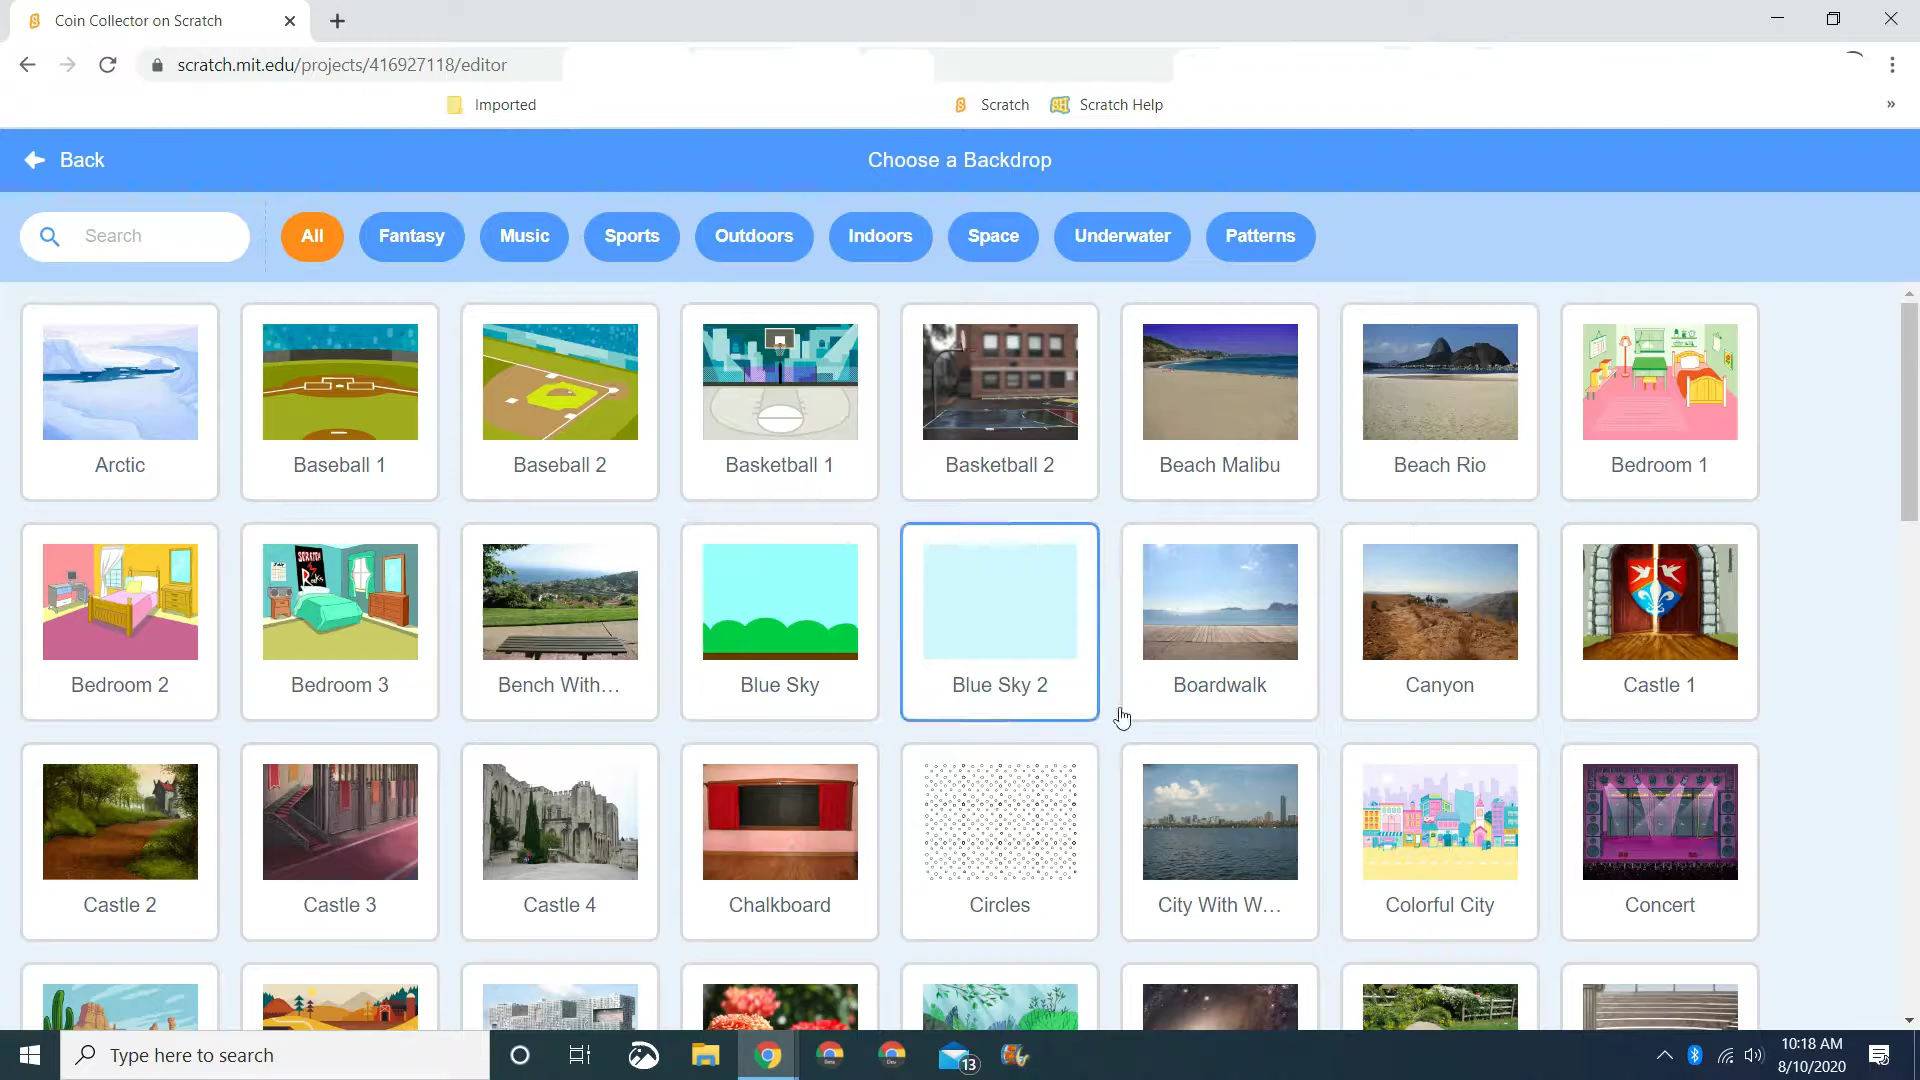 Coin Collector on Scratch
scratch.mit.edu/projects/416927118/editor
Imported
Scratch
Scratch Help
Back
Choose a Backdrop
Search
All
Fantasy
Music
Sports
Outdoors
Indoors
Space
Underwater
Patterns
Arctic
Baseball 1
Baseball 2
Basketball 1
Basketball 2
Beach Malibu
Beach Rio
Bedroom 1
SCRATCH
Rocks
Bedroom 2
Bedroom 3
Bench With...
Blue Sky
Blue Sky 2
Boardwalk
Canyon
Castle 1
Castle 2
Castle 3
Castle 4
Chalkboard
Circles
City With W...
Colorful City
Concert
Type here to search
13
10:18 AM
8/10/2020